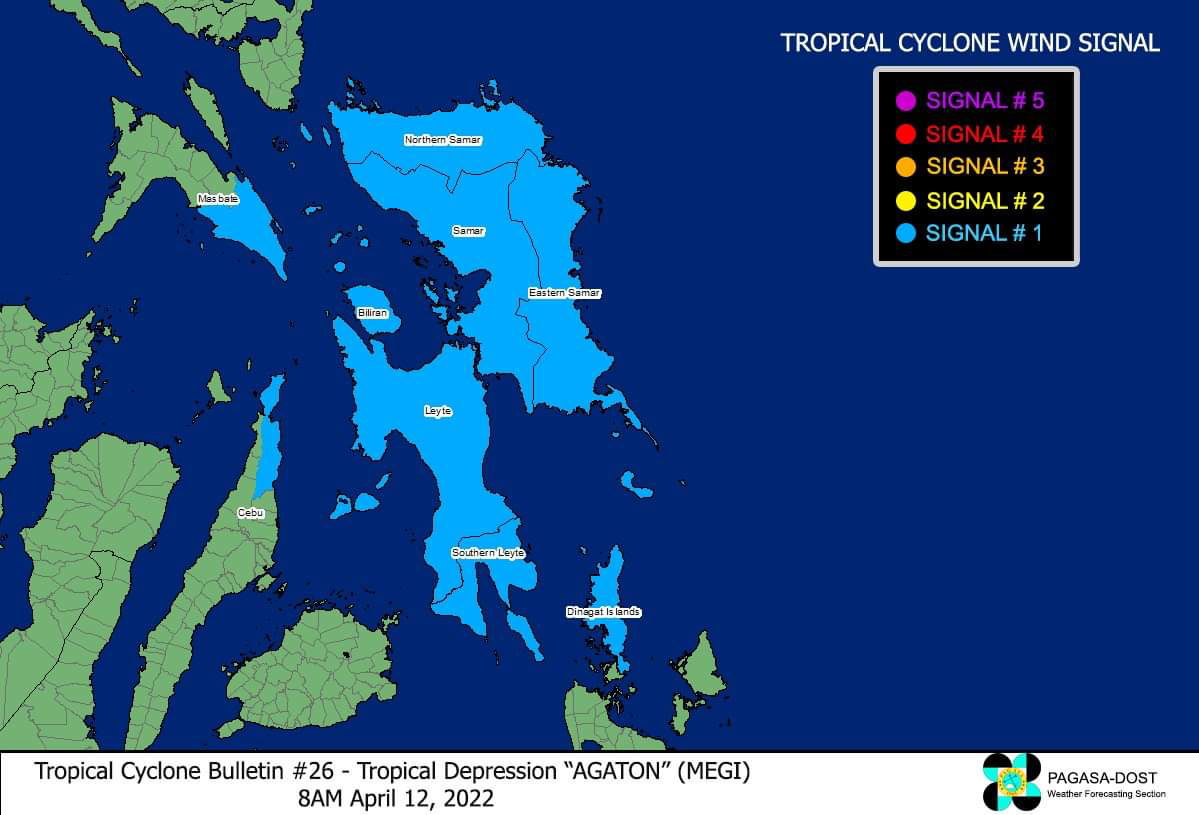 TROPICAL CYCLONE WIND SIGNAL
SIGNAL # 5
SIGNAL # 4
SIGNAL # 3
SIGNAL # 2
SIGNAL # 1
Northern Samar
Masbate
Samar
Eastern Samar
Biliran
Leyte
Cebu
Southern Leyte
Dinagat Islands
Tropical Cyclone Bulletin #26 - Tropical Depression “AGATON” (MEGI)
8AM April 12, 2022
PAGASA-DOST
Weather Forecasting Section